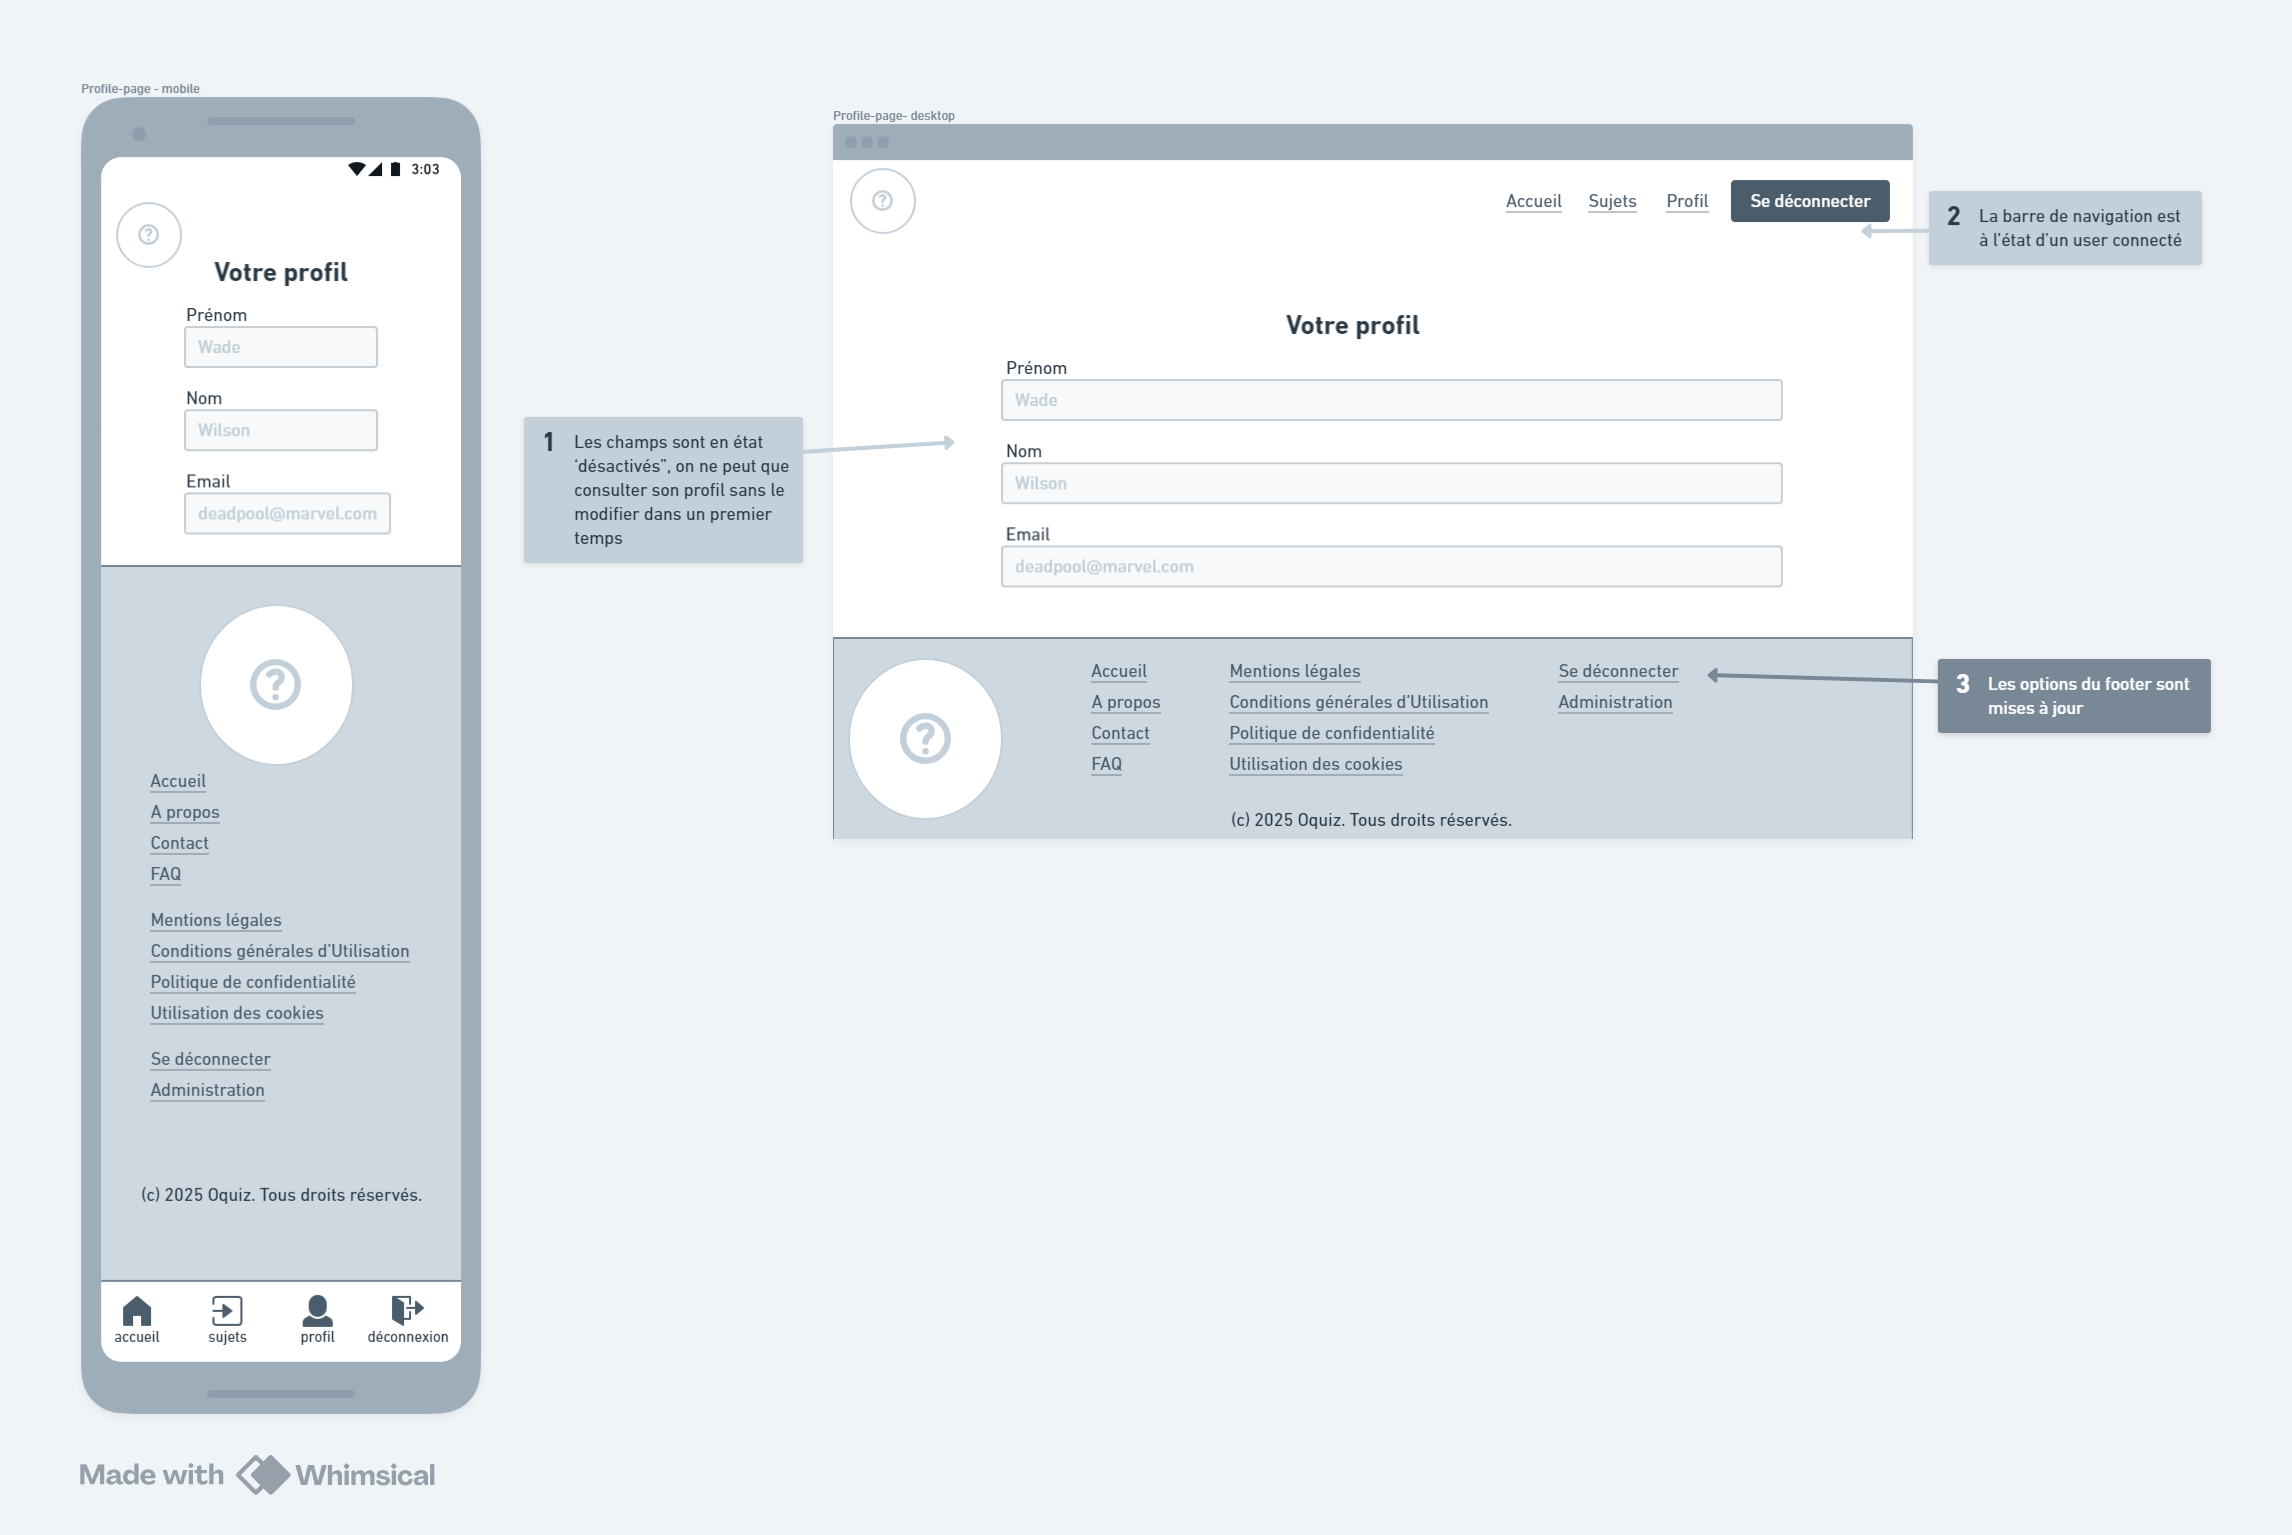 Profile-page - mobile
3:03
Votre profil
Prénom
Wade
Nom
Wilson
Email
deadpool@marvel.com
Accueil
A propos
Contact
FAQ
Mentions légales
Conditions générales d'Utilisation
Politique de confidentialité
Utilisation des cookies
Se déconnecter
Administration
(c) 2025 Oquiz. Tous droits réservés.
accueil sujets profil déconnexion
1 Les champs sont en état
'désactivés", on ne peut que
consulter son profil sans le
modifier dans un premier
temps
Profile-page- desktop
Accueil Sujets Profil Se déconnecter
Votre profil
Prénom
Wade
Nom
Wilson
Email
deadpool@marvel.com
Accueil Mentions légales Se déconnecter
A propos Conditions générales d'Utilisation Administration
Contact Politique de confidentialité
FAQ Utilisation des cookies
(c) 2025 Oquiz. Tous droits réservés.
2 La barre de navigation est
à l'état d'un user connecté
3 Les options du footer sont
mises à jour
Made with Whimsical